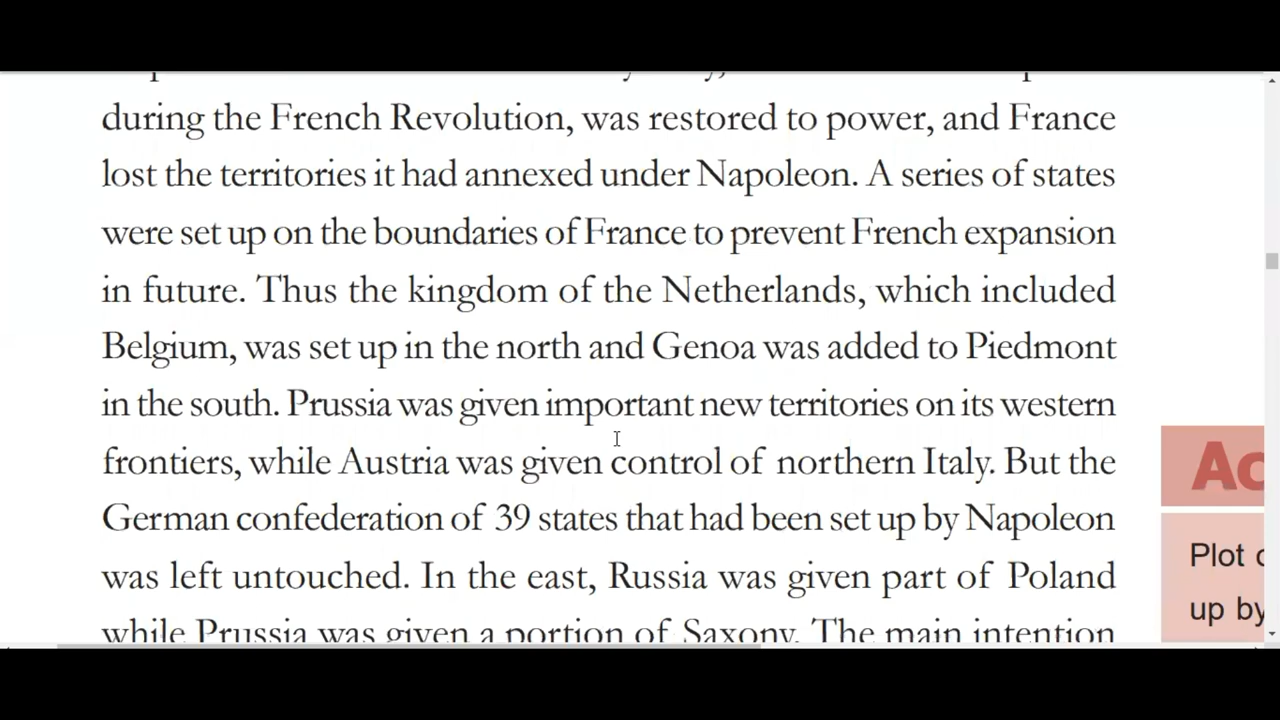 during the French Revolution, was restored to power, and France
lost the territories it had annexed under Napoleon. A series of states
were set up on the boundaries of France to prevent French expansion
in future. Thus the kingdom of the Netherlands, which included
Belgium, was set up in the north and Genoa was added to Piedmont
in the south. Prussia was given important new territories on its western
frontiers, while Austria was given control of northern Italy. But the
German confederation of 39 states that had been set up by Napoleon
was left untouched. In the east, Russia was given part of Poland
while Prussia was given a portion of Saxony. The main intention
Ac
Plot
up by